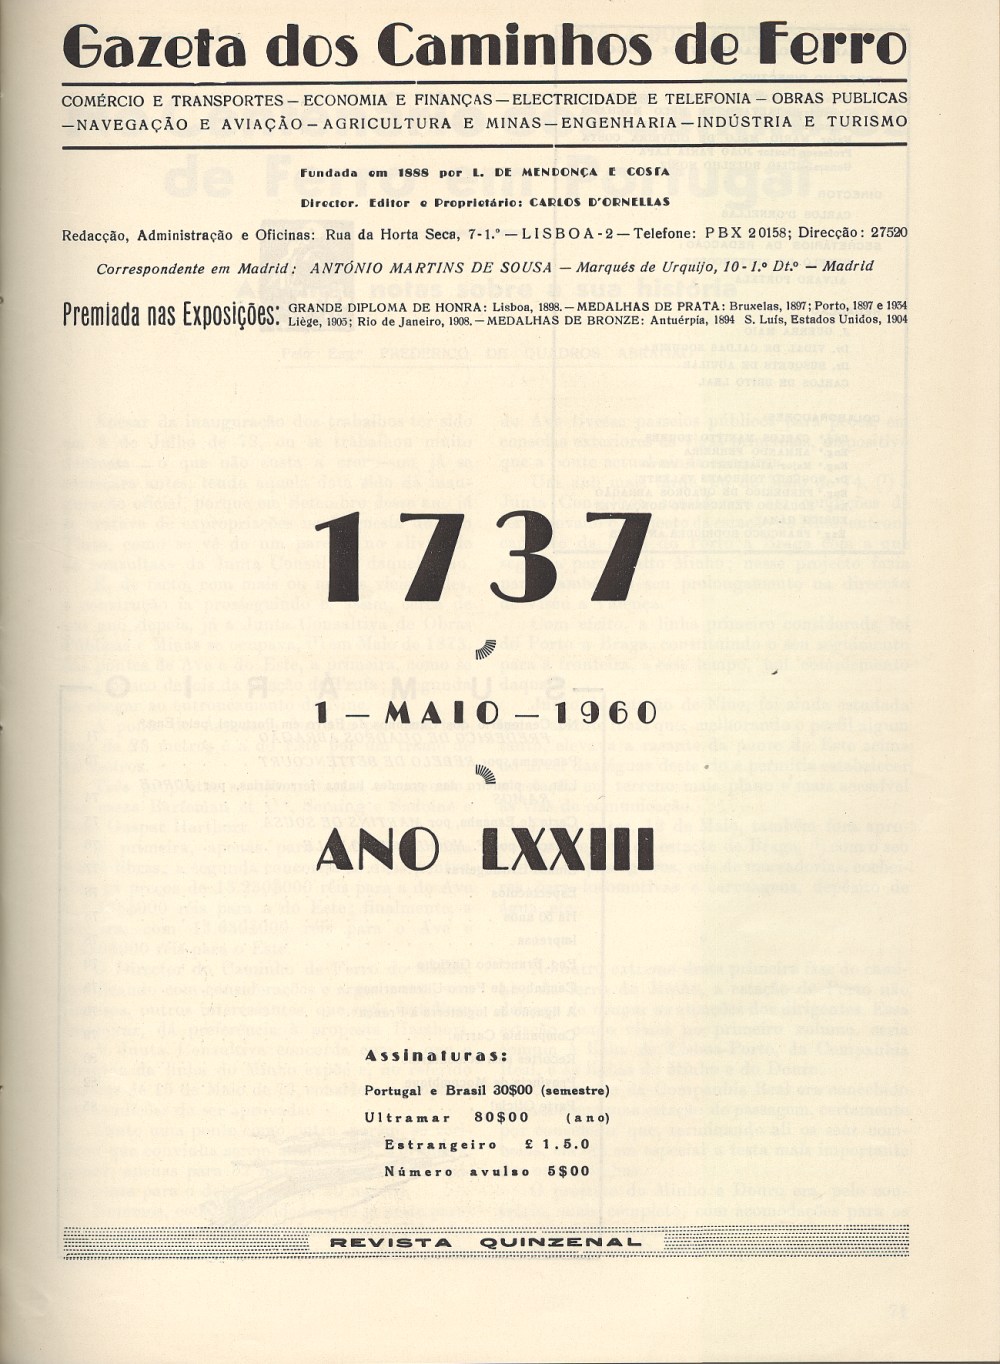 Gazeta dos Caminhos de Ferro
COMÉRCIO E TRANSPORTES — ECONOMIA E FINANÇAS — ELECTRICIDADE E TELEFONIA — OBRAS PUBLICAS
— NAVEGAÇÃO E AVIAÇÃO — AGRICULTURA E MINAS — ENGENHARIA — INDÚSTRIA E TURISMO
Fundada em 1888 por L. DE MENDONÇA E COSTA
Director, Editor e Proprietário: CARLOS D'ORNELLAS
Redacção, Administração e Oficinas: Rua da Horta Seca, 7-1.º — LISBOA-2 — Telefone: PBX 20158; Direcção: 27520
Correspondente em Madrid: ANTÓNIO MARTINS DE SOUSA — Marqués de Urquijo, 10-1.º Dt.º — Madrid
Premiada nas Exposições: GRANDE DIPLOMA DE HONRA: Lisboa, 1898. — MEDALHAS DE PRATA: Bruxelas, 1897; Porto, 1897 e 1934
Liège, 1905; Rio de Janeiro, 1908. — MEDALHAS DE BRONZE: Antuérpia, 1894 S. Luís, Estados Unidos, 1904
1737
1 — MAIO — 1960
ANO LXXIII
Assinaturas:
Portugal e Brasil 30$00 (semestre)
Ultramar 80$00 (ano)
Estrangeiro £ 1.5.0
Número avulso 5$00
REVISTA QUINZENAL